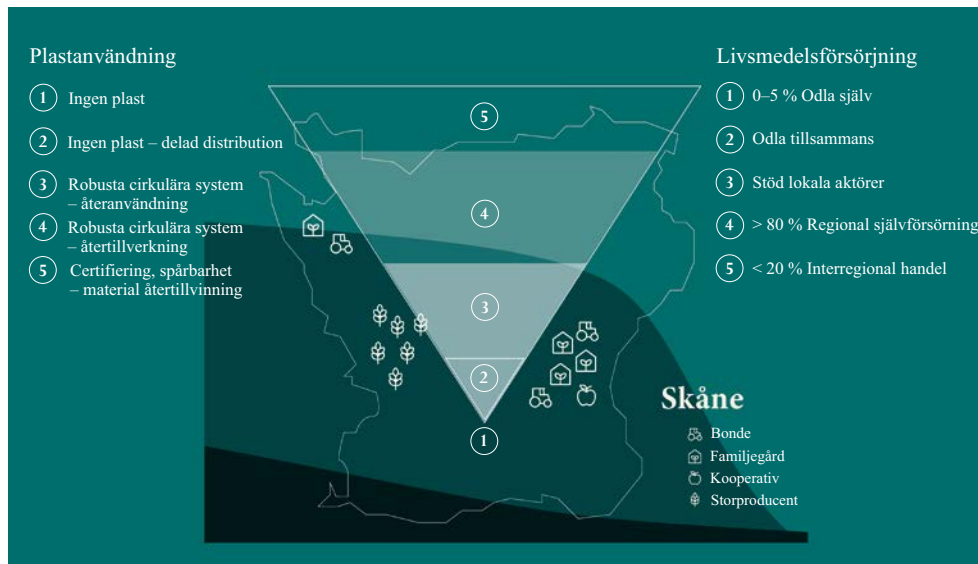 Plastanvändning
1 Ingen plast
2 Ingen plast – delad distribution
3 Robusta cirkulära system
– återanvändning
4 Robusta cirkulära system
– återtillverkning
5 Certifiering, spårbarhet
– material återtillvinning
5
4
3
2
1
Livsmedelsförsörjning
1 0–5 % Odla själv
2 Odla tillsammans
3 Stöd lokala aktörer
4 > 80 % Regional självförsörning
5 < 20 % Interregional handel
Skåne
Bonde
Familjegård
Kooperativ
Storproducent